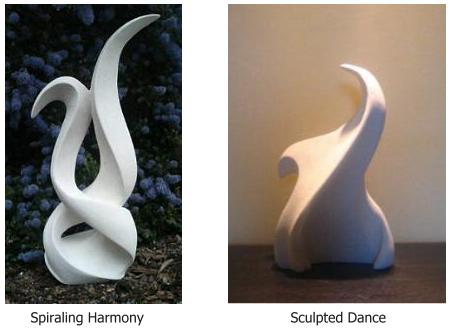 Spiraling Harmony
Sculpted Dance